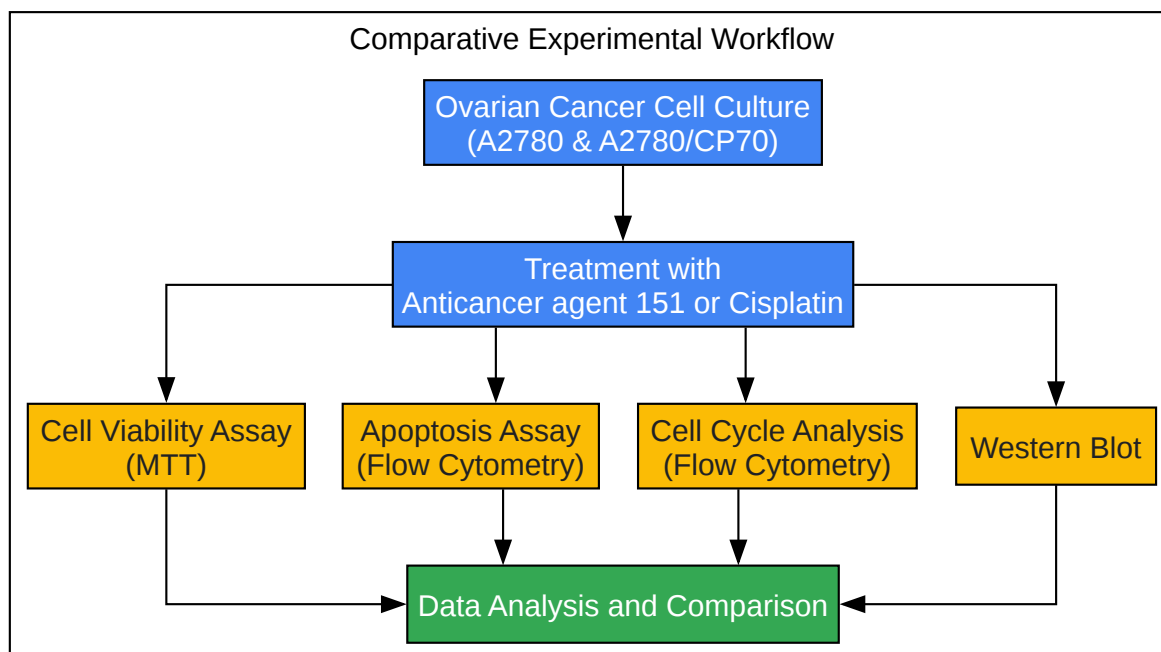 Comparative Experimental Workflow
Ovarian Cancer Cell Culture
(A2780 & A2780/CP70)
Treatment with
Anticancer agent 151 or Cisplatin
Cell Viability Assay
(MTT)
Apoptosis Assay
(Flow Cytometry)
Cell Cycle Analysis
(Flow Cytometry)
Western Blot
Data Analysis and Comparison